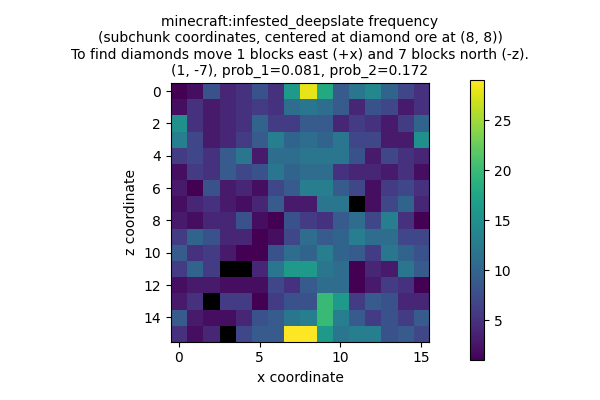 minecraft:infested_deepslate frequency
(subchunk coordinates, centered at diamond ore at (8, 8))
To find diamonds move 1 blocks east (+x) and 7 blocks north (-z).
(1, -7), prob_1=0.081, prob_2=0.172
0
2
4
6
8
10
12
14
z coordinate
0
5
10
15
x coordinate
25
20
15
10
5